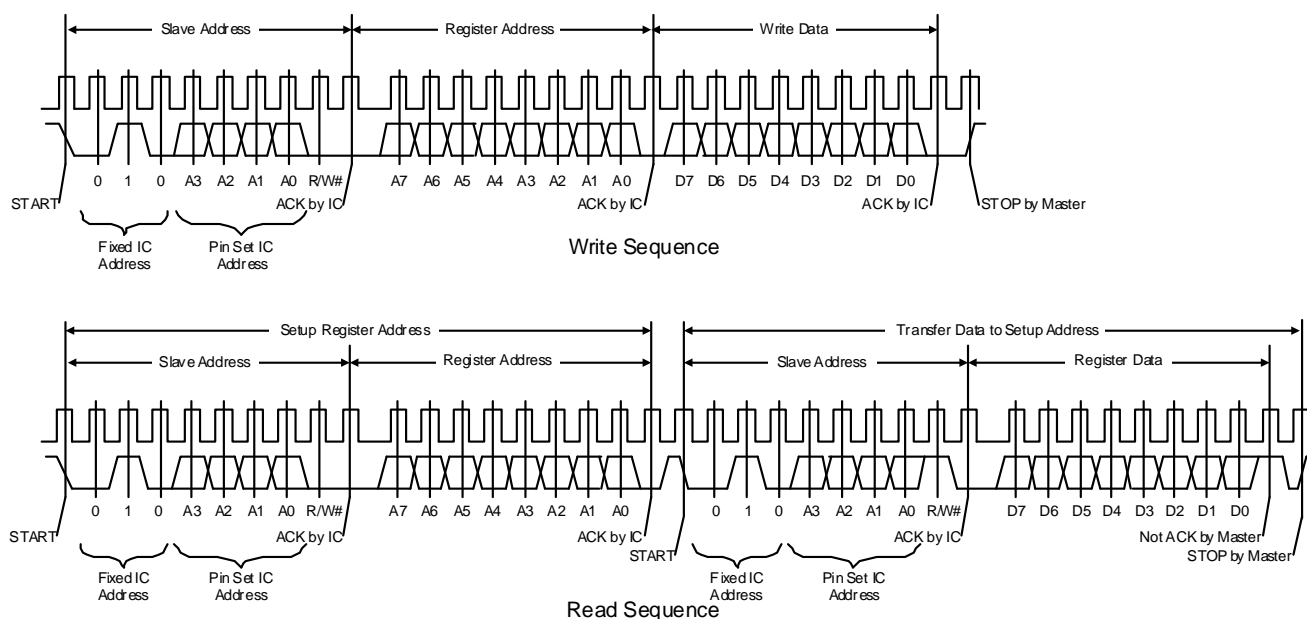 Slave Address Register Address Write Data
0 1 0 A3 A2 A1 A0 R/W# A7 A6 A5 A4 A3 A2 A1 A0 D7 D6 D5 D4 D3 D2 D1 D0
START ACK by IC ACK by IC ACK by IC STOP by Master
Fixed IC Address
Pin Set IC Address
Write Sequence
Setup Register Address Transfer Data to Setup Address
Slave Address Register Address Slave Address Register Data
0 1 0 A3 A2 A1 A0 R/W# A7 A6 A5 A4 A3 A2 A1 A0 0 1 0 A3 A2 A1 A0 R/W# D7 D6 D5 D4 D3 D2 D1 D0
START ACK by IC ACK by IC ACK by IC Not ACK by Master
START STOP by Master
Fixed IC Address
Pin Set IC Address
Fixed IC Address
Pin Set IC Address
Read Sequence